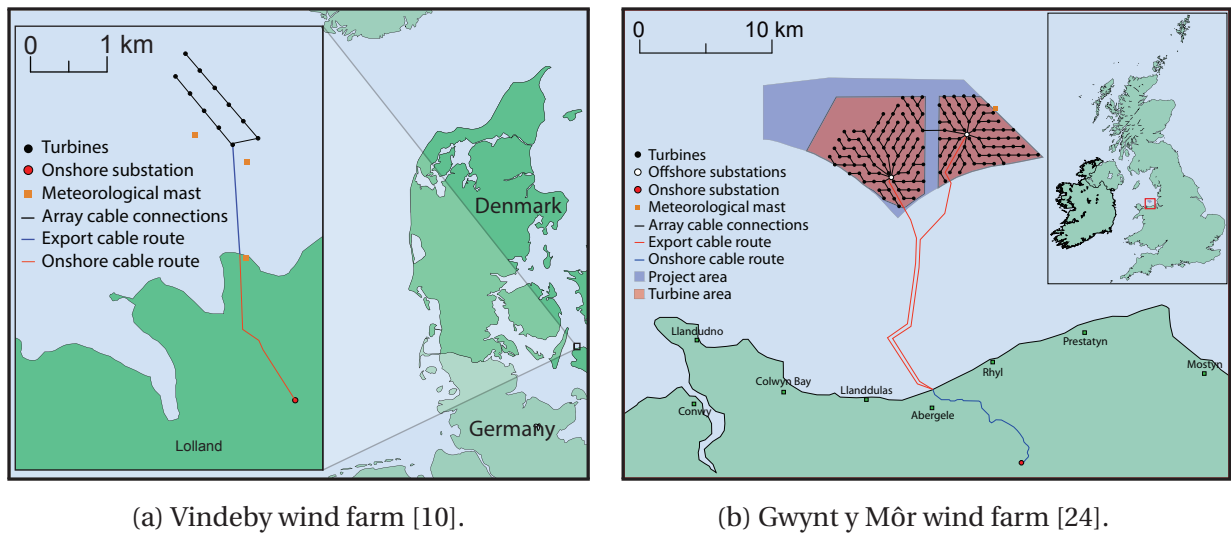 0 1 km
Turbines
Onshore substation
Meteorological mast
Array cable connections
Export cable route
Onshore cable route
Lolland
Denmark
Germany
0 10 km
Turbines
Offshore substations
Onshore substation
Meteorological mast
Array cable connections
Export cable route
Onshore cable route
Project area
Turbine area
Llandudno
Prestatyn
Rhyl
Mostyn
Colwyn Bay
Llanddulas
Conwy
Abergele
(a) Vindeby wind farm [10].
(b) Gwynt y Môr wind farm [24].